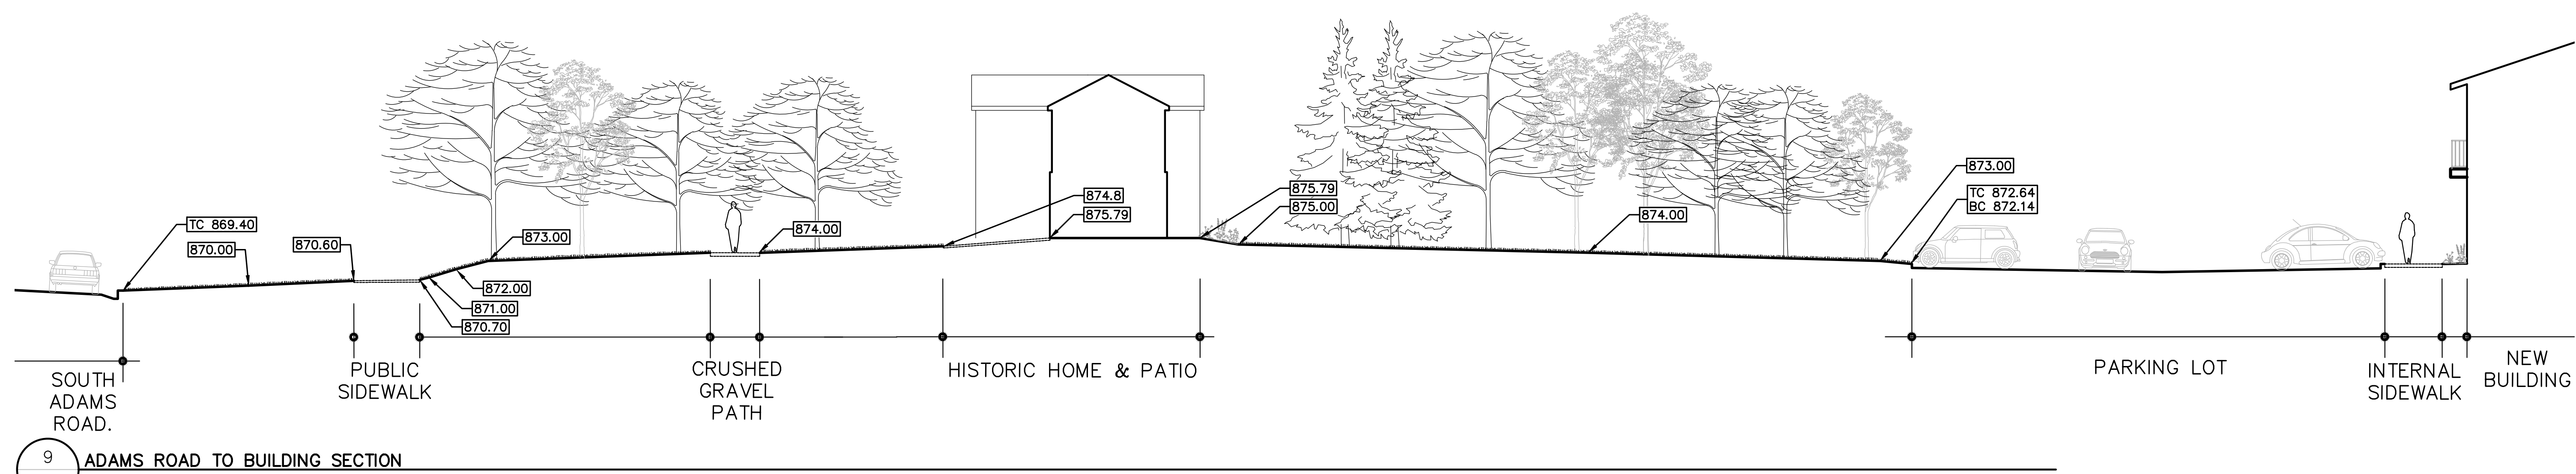 TC 869.40
870.00
870.60
870.70
871.00
872.00
873.00
874.00
874.8
875.79
875.79
875.00
874.00
873.00
TC 872.64
BC 872.14
SOUTH
ADAMS
ROAD.
PUBLIC
SIDEWALK
CRUSHED
GRAVEL
PATH
HISTORIC HOME & PATIO
PARKING LOT
INTERNAL
SIDEWALK
NEW
BUILDING
9
ADAMS ROAD TO BUILDING SECTION